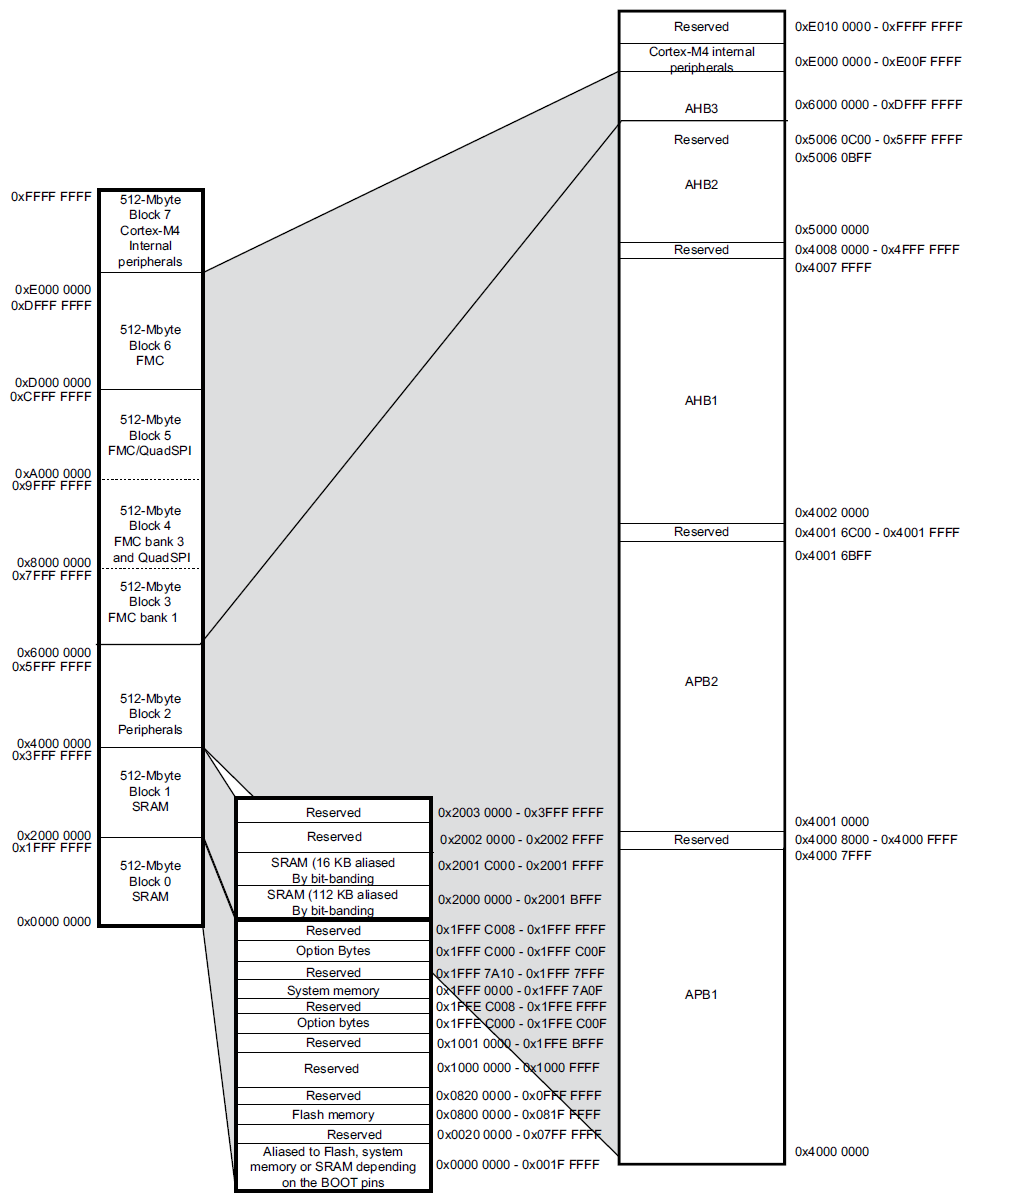 Reserved
0xE010 0000 - 0xFFFF FFFF
Cortex-M4 internal
peripherals
0xE000 0000 - 0xE00F FFFF
AHB3
0x6000 0000 - 0xDFFF FFFF
Reserved
0x5006 0C00 - 0x5FFF FFFF
0x5006 0BFF
AHB2
0x5000 0000
Reserved
0x4008 0000 - 0x4FFF FFFF
0x4007 FFFF
AHB1
0x4002 0000
Reserved
0x4001 6C00 - 0x4001 FFFF
0x4001 6BFF
APB2
0x4001 0000
Reserved
0x4000 8000 - 0x4000 FFFF
0x4000 7FFF
APB1
0x4000 0000
0xFFFF FFFF
512-Mbyte
Block 7
Cortex-M4
Internal
peripherals
0xE000 0000
0xDFFF FFFF
512-Mbyte
Block 6
FMC
0xD000 0000
0xCFFF FFFF
512-Mbyte
Block 5
FMC/QuadSPI
0xA000 0000
0x9FFF FFFF
512-Mbyte
Block 4
FMC bank 3
and QuadSPI
0x8000 0000
0x7FFF FFFF
512-Mbyte
Block 3
FMC bank 1
0x6000 0000
0x5FFF FFFF
512-Mbyte
Block 2
Peripherals
0x4000 0000
0x3FFF FFFF
512-Mbyte
Block 1
SRAM
0x2000 0000
0x1FFF FFFF
512-Mbyte
Block 0
SRAM
0x0000 0000
Reserved
0x2003 0000 - 0x3FFF FFFF
Reserved
0x2002 0000 - 0x2002 FFFF
SRAM (16 KB aliased
By bit-banding
0x2001 C000 - 0x2001 FFFF
SRAM (112 KB aliased
By bit-banding
0x2000 0000 - 0x2001 BFFF
Reserved
0x1FFF C008 - 0x1FFF FFFF
Option Bytes
0x1FFF C000 - 0x1FFF C00F
Reserved
0x1FFF 7A10 - 0x1FFF 7FFF
System memory
0x1FFF 0000 - 0x1FFF 7A0F
Reserved
0x1FFE C008 - 0x1FFE FFFF
Option bytes
0x1FFE C000 - 0x1FFE C00F
Reserved
0x1001 0000 - 0x1FFE BFFF
Reserved
0x1000 0000 - 0x1000 FFFF
Reserved
0x0820 0000 - 0x0FFF FFFF
Flash memory
0x0800 0000 - 0x081F FFFF
Reserved
0x0020 0000 - 0x07FF FFFF
Aliased to Flash, system
memory or SRAM depending
on the BOOT pins
0x0000 0000 - 0x001F FFFF